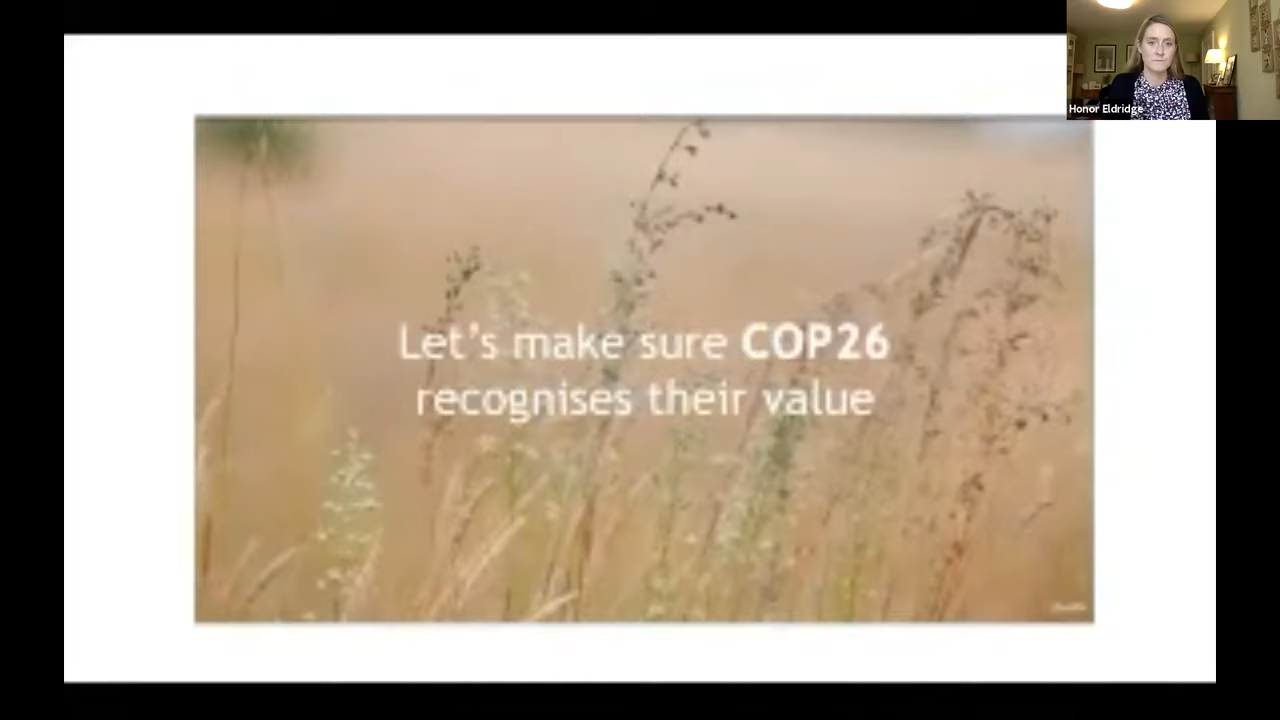 Honor Eldridge
Let's make sure COP26
recognises their value